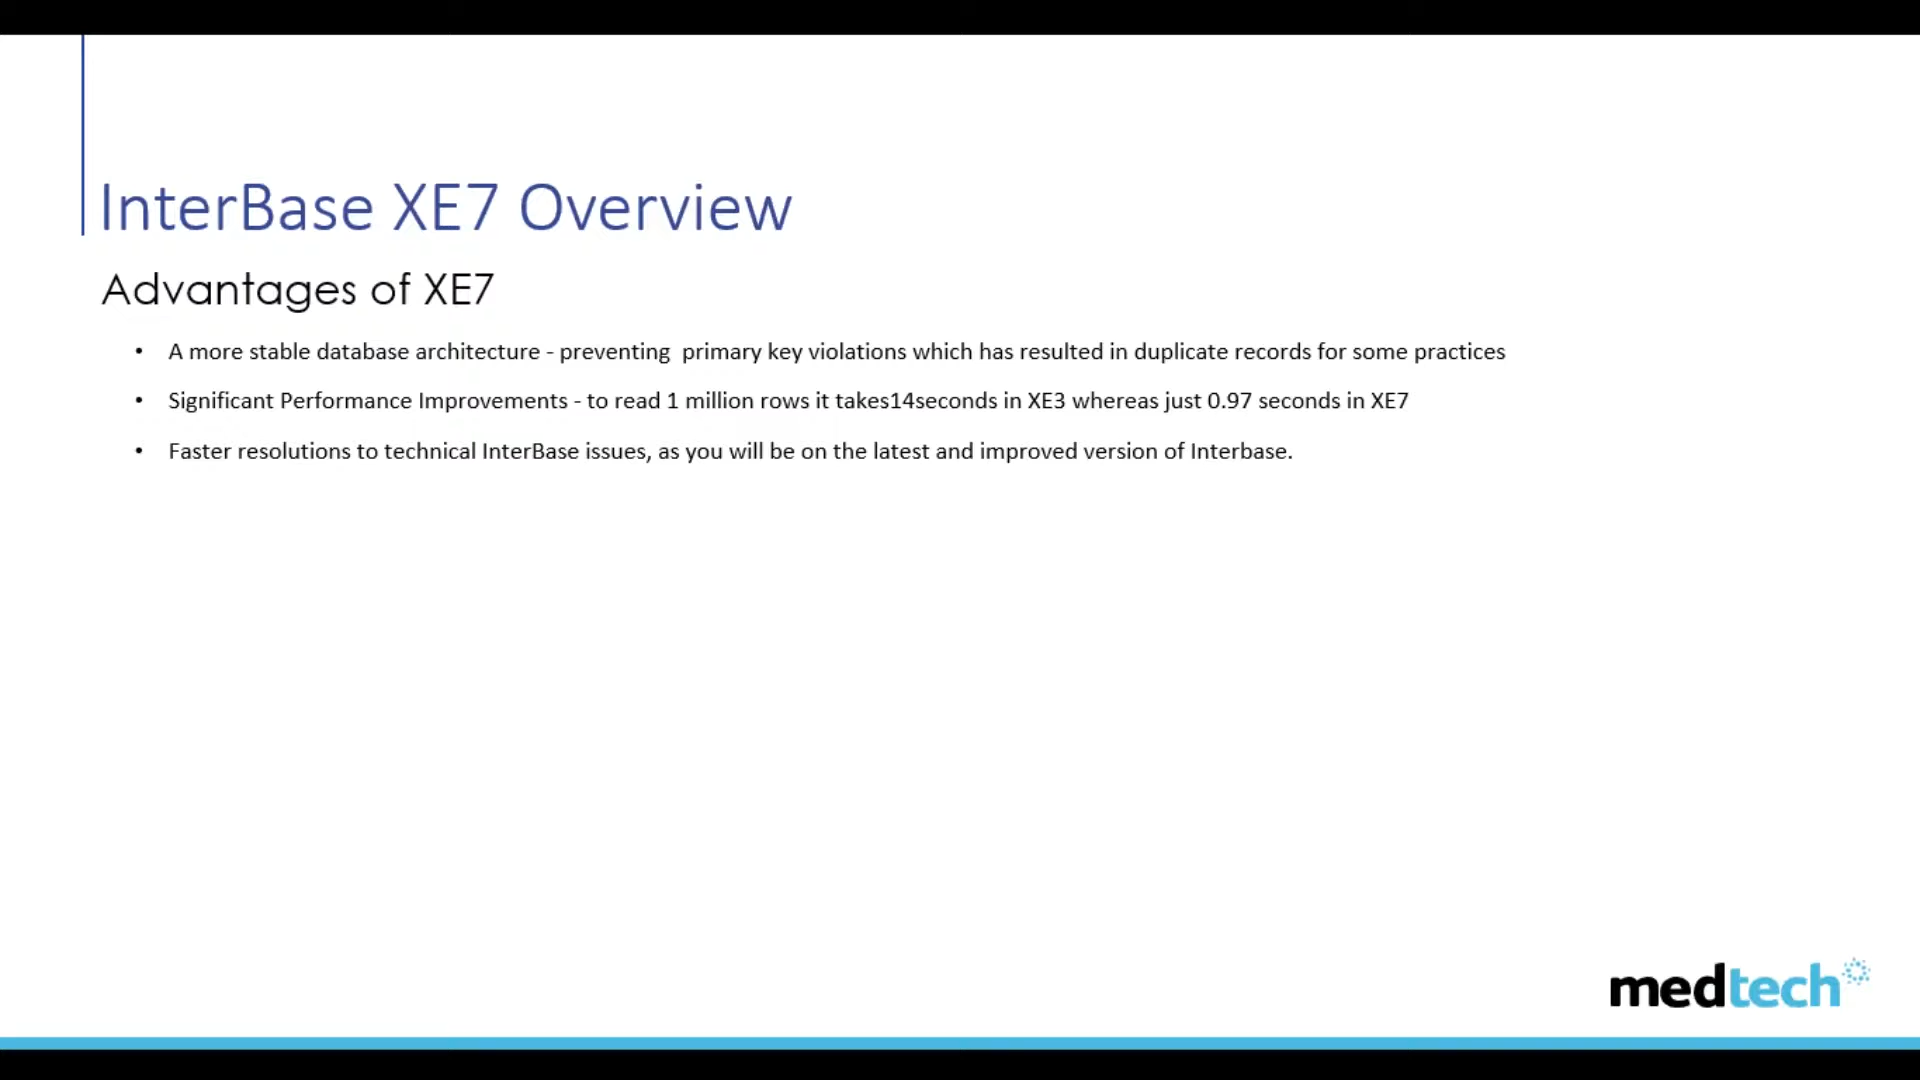 InterBase XE7 Overview
Advantages of XE7
• A more stable database architecture - preventing  primary key violations which has resulted in duplicate records for some practices
• Significant Performance Improvements - to read 1 million rows it takes14seconds in XE3 whereas just 0.97 seconds in XE7
• Faster resolutions to technical InterBase issues, as you will be on the latest and improved version of Interbase.
medtech